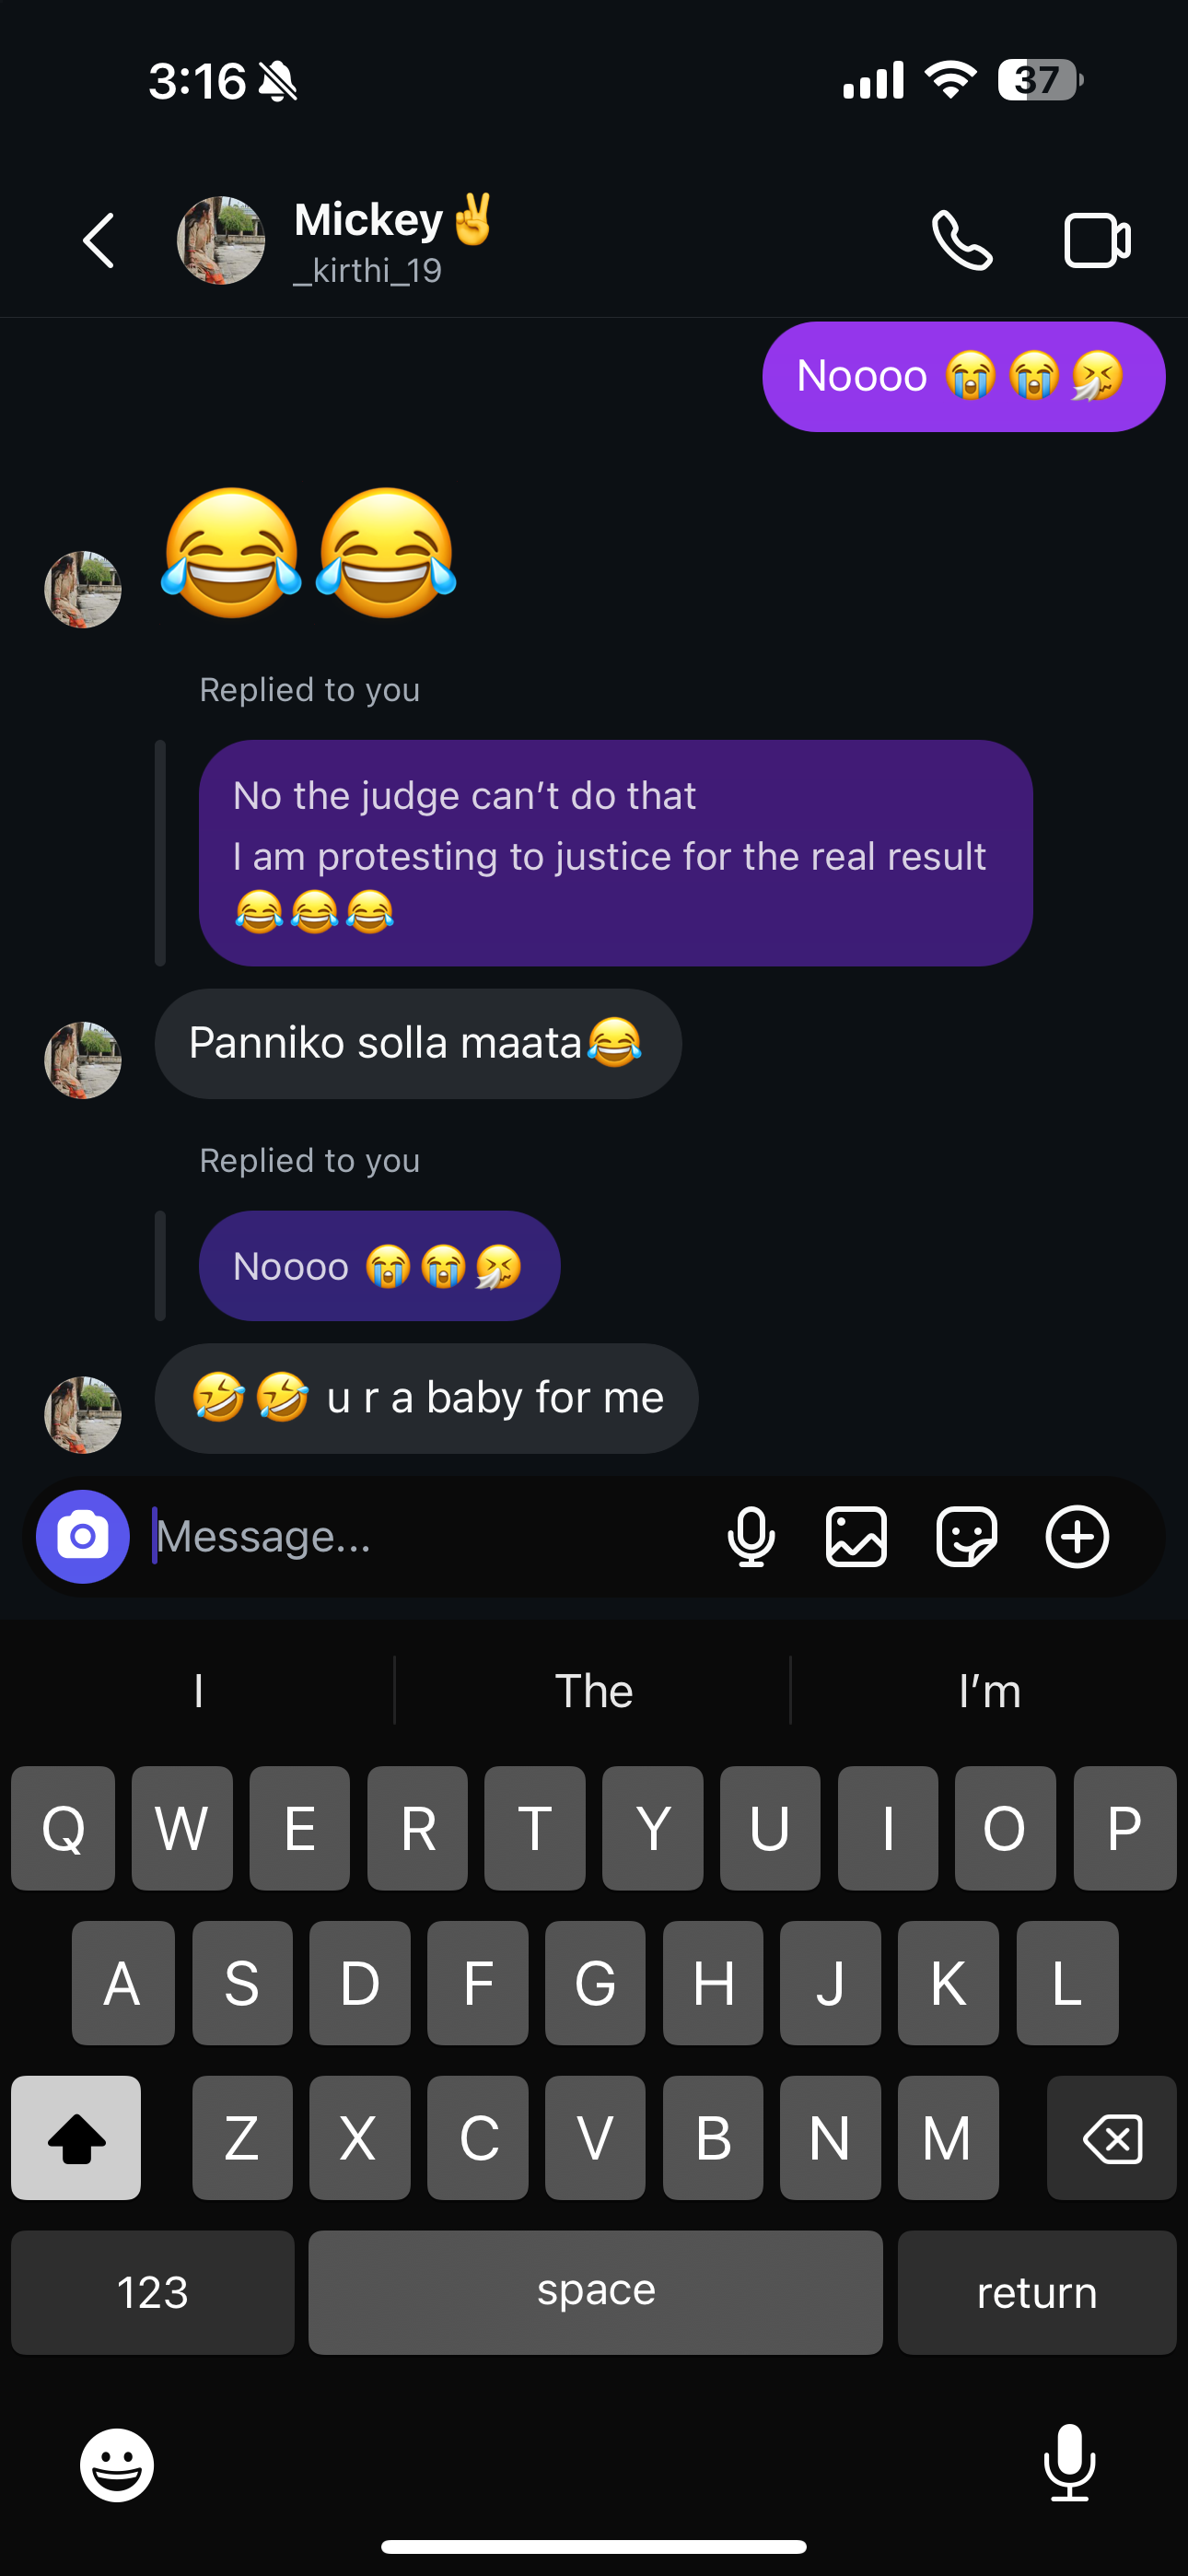 3:16
37
Mickey✌️
_kirthi_19
Noooo 😭😭🤧
😂😂
Replied to you
No the judge can’t do that
I am protesting to justice for the real result
😂😂😂
Panniko solla maata😂
Replied to you
Noooo 😭😭🤧
🤣🤣 u r a baby for me
Message...
I The I’m
Q W E R T Y U I O P
A S D F G H J K L
Z X C V B N M
123 space return